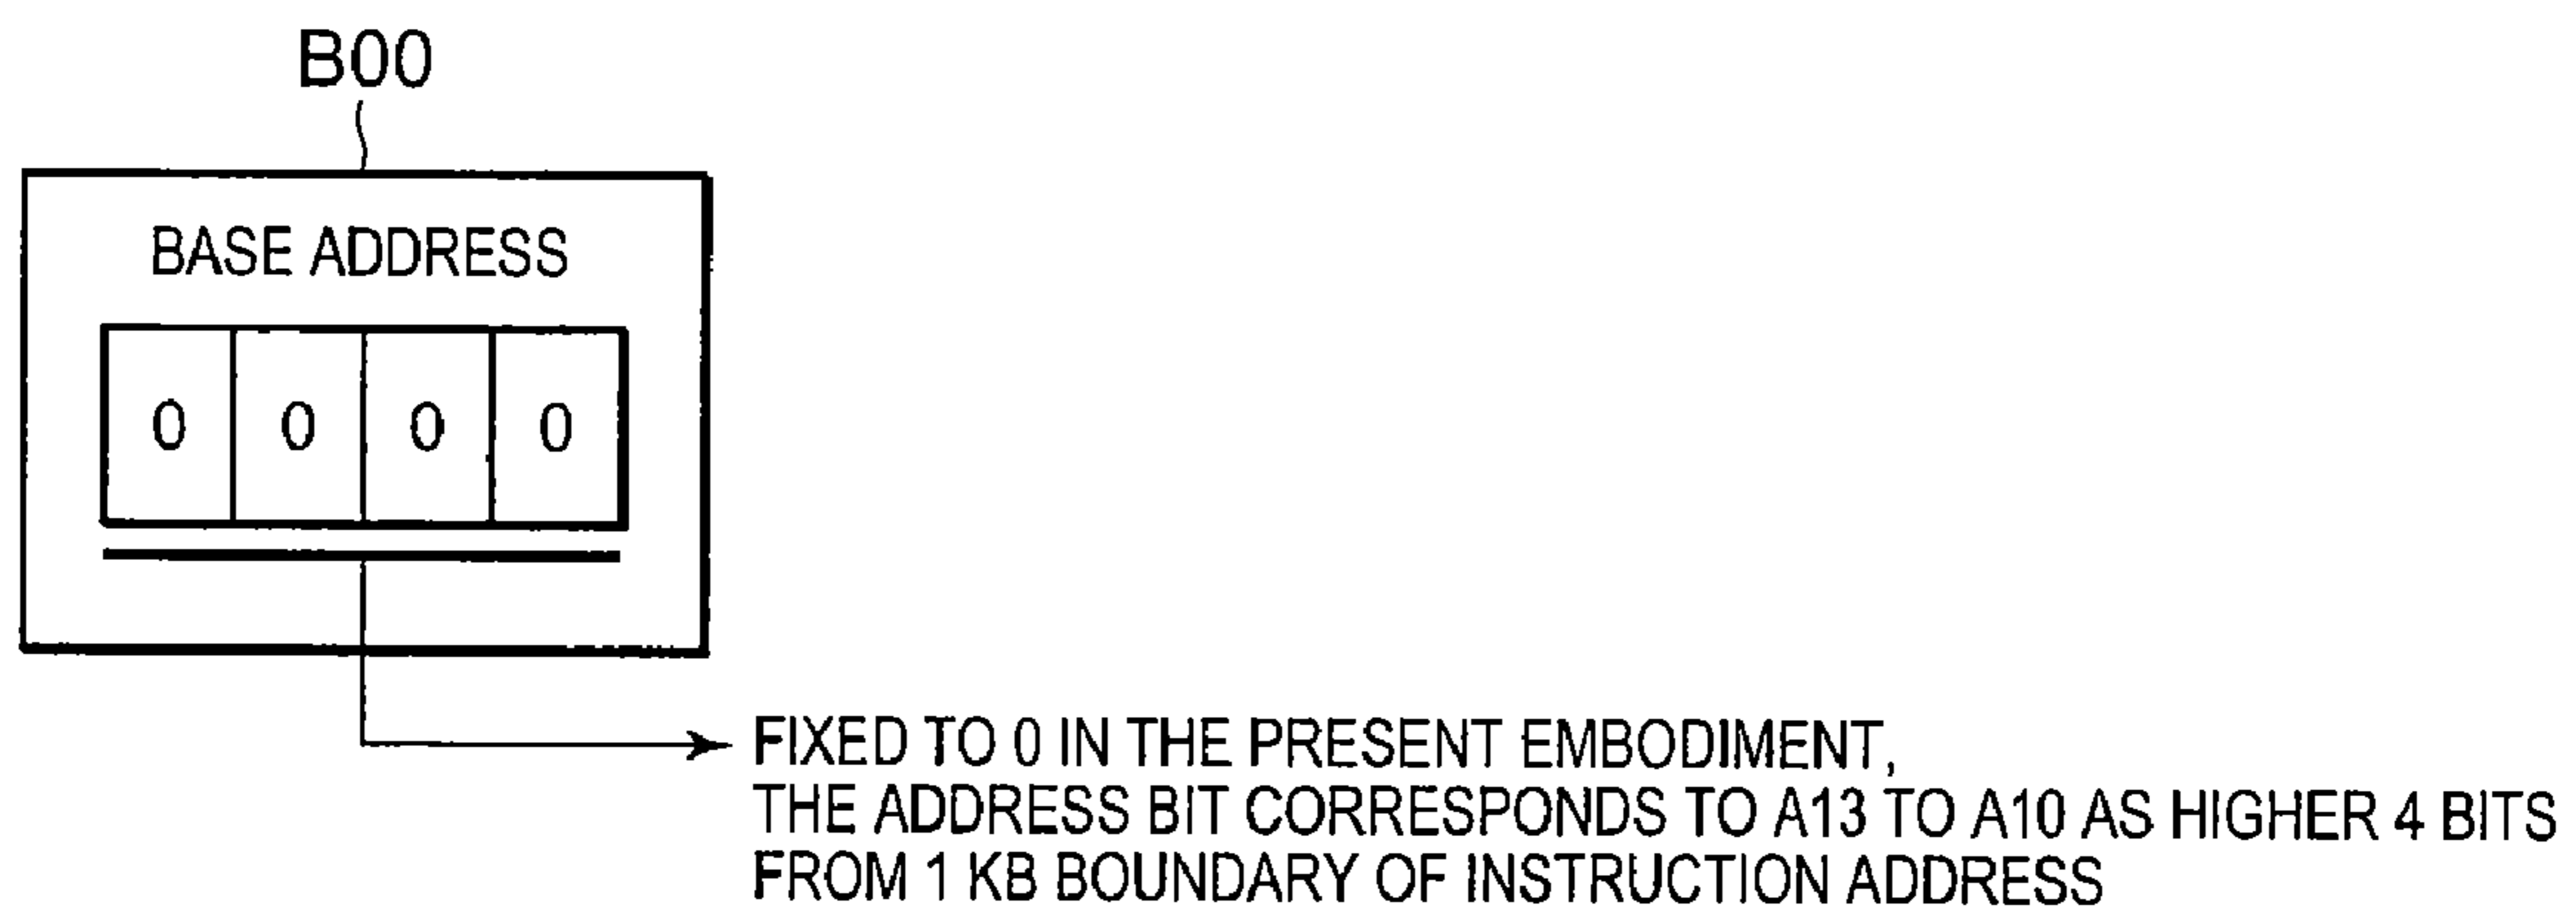 B00
BASE ADDRESS
0 0 0 0
FIXED TO 0 IN THE PRESENT EMBODIMENT,
THE ADDRESS BIT CORRESPONDS TO A13 TO A10 AS HIGHER 4 BITS
FROM 1 KB BOUNDARY OF INSTRUCTION ADDRESS